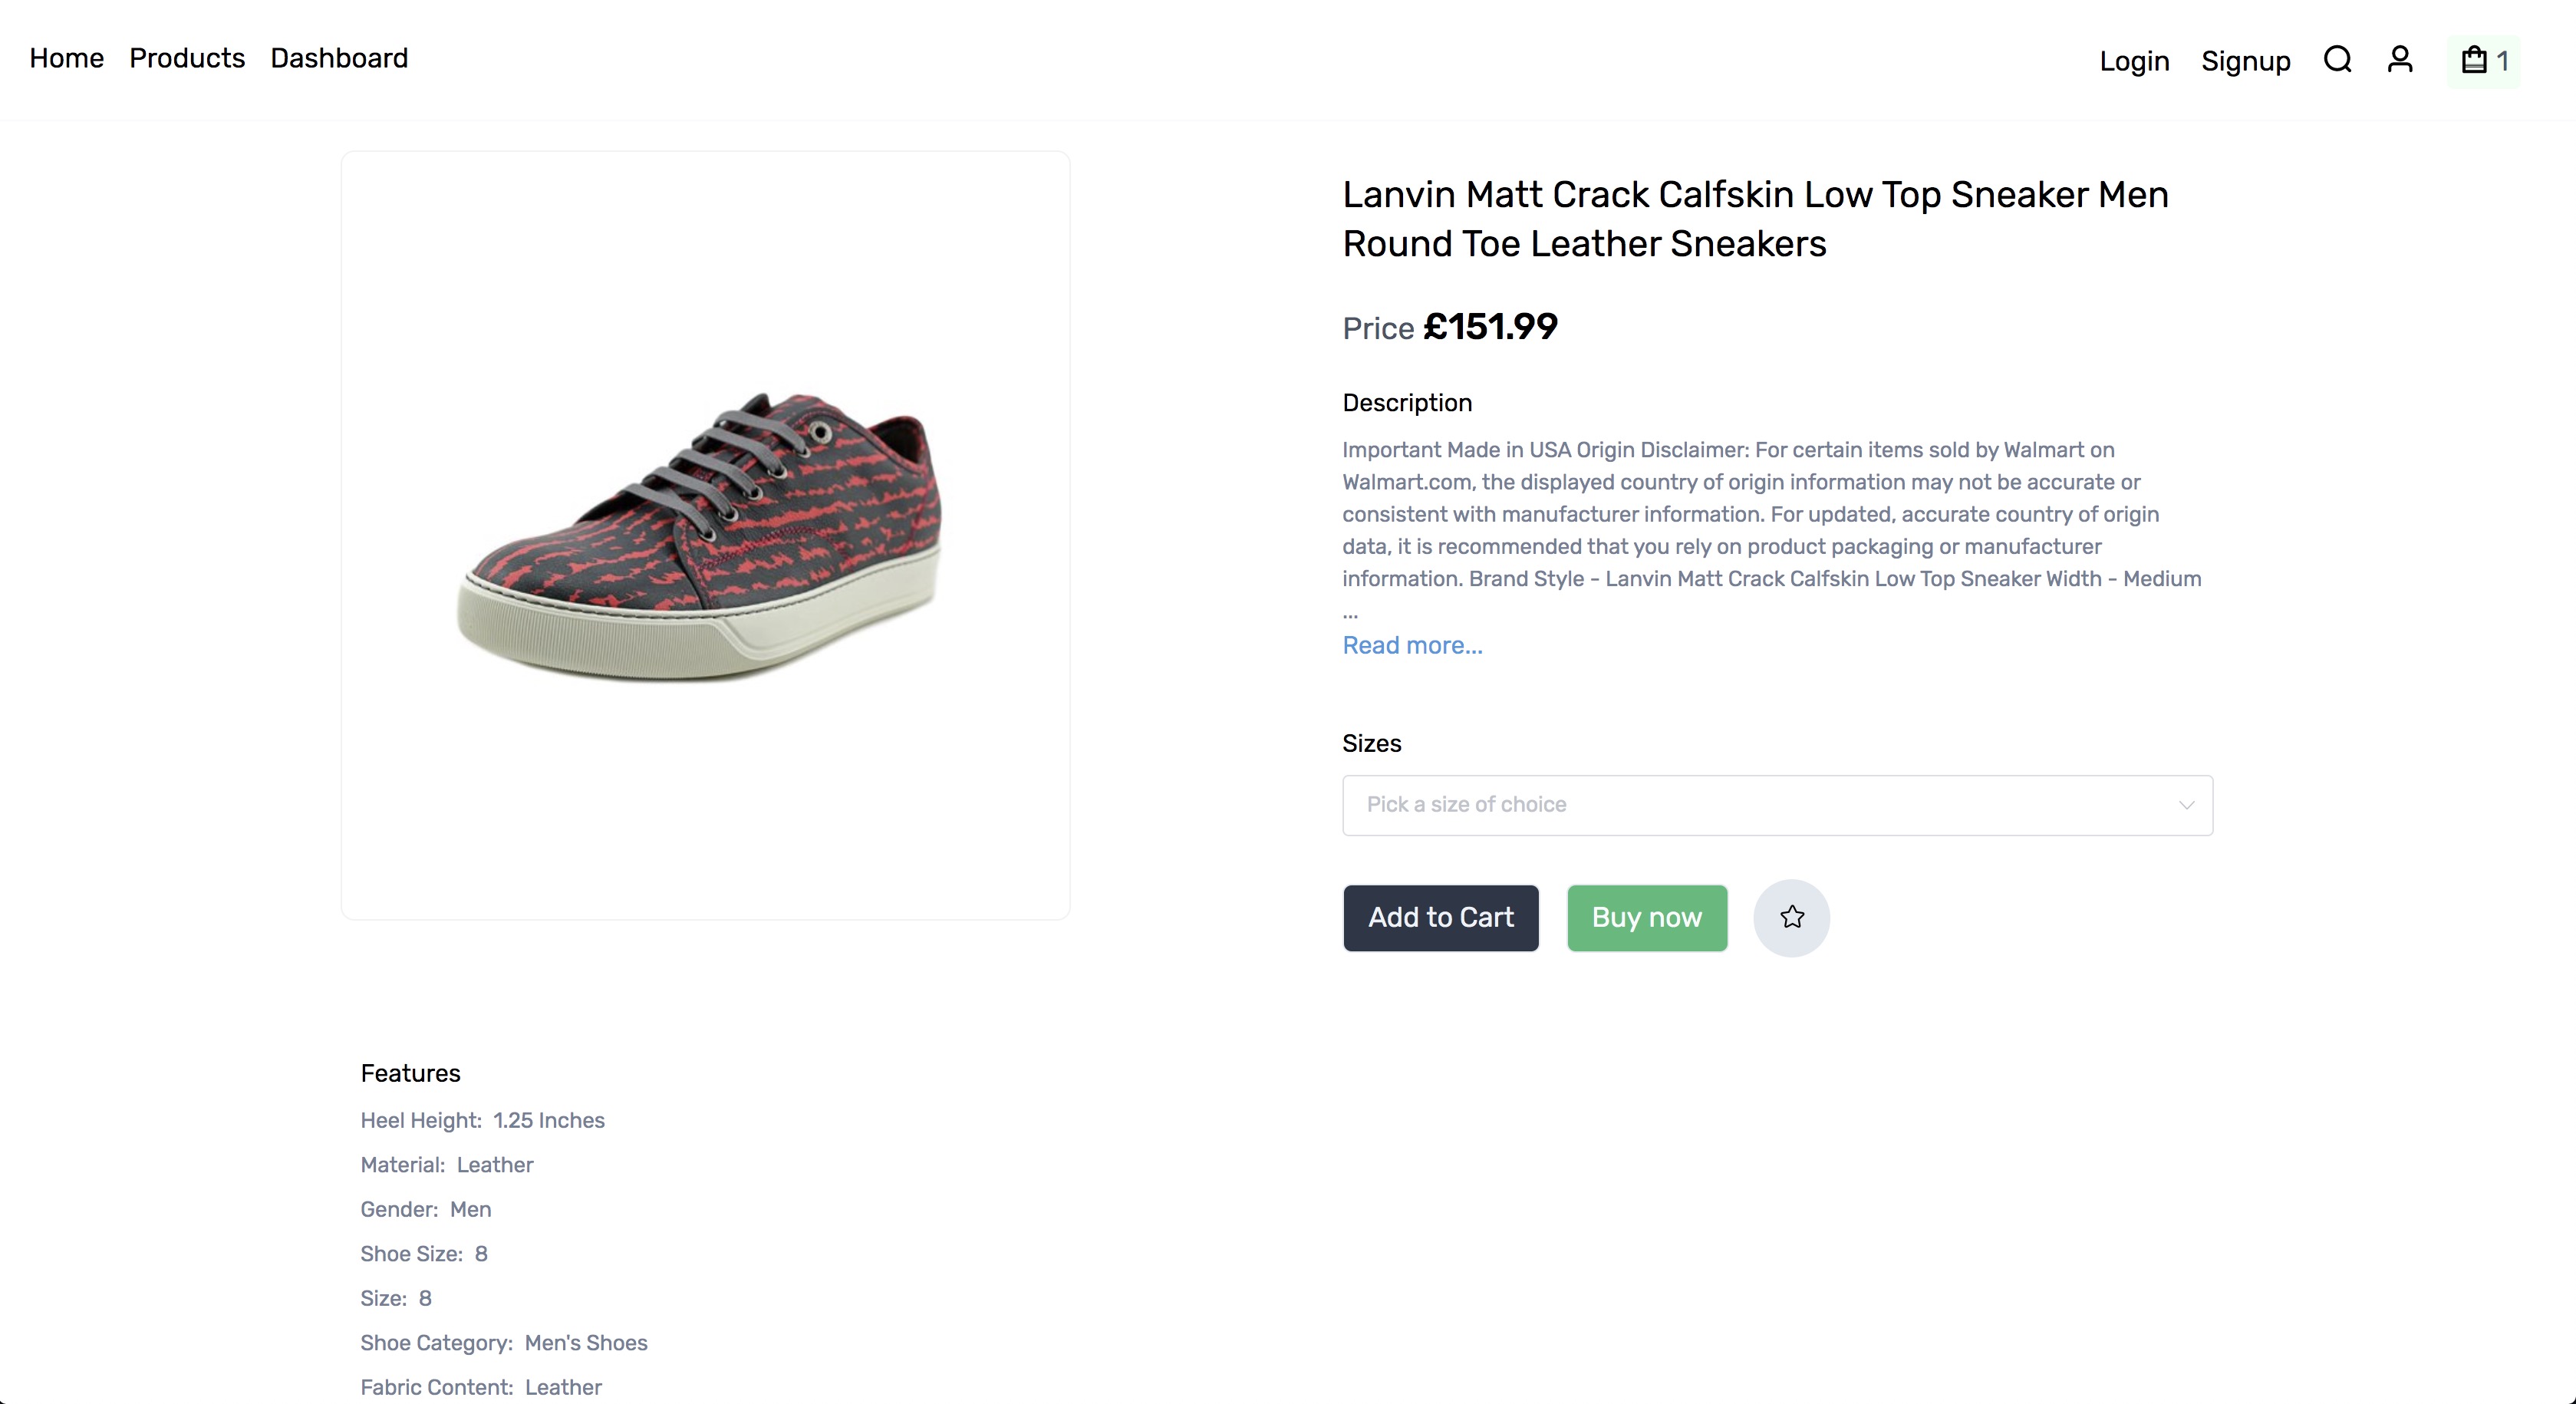 Home Products Dashboard
Login Signup 1
Lanvin Matt Crack Calfskin Low Top Sneaker Men
Round Toe Leather Sneakers
Price £151.99
Description
Important Made in USA Origin Disclaimer: For certain items sold by Walmart on
Walmart.com, the displayed country of origin information may not be accurate or
consistent with manufacturer information. For updated, accurate country of origin
data, it is recommended that you rely on product packaging or manufacturer
information. Brand Style - Lanvin Matt Crack Calfskin Low Top Sneaker Width - Medium
...
Read more...
Sizes
Pick a size of choice
Add to Cart
Buy now
Features
Heel Height: 1.25 Inches
Material: Leather
Gender: Men
Shoe Size: 8
Size: 8
Shoe Category: Men's Shoes
Fabric Content: Leather